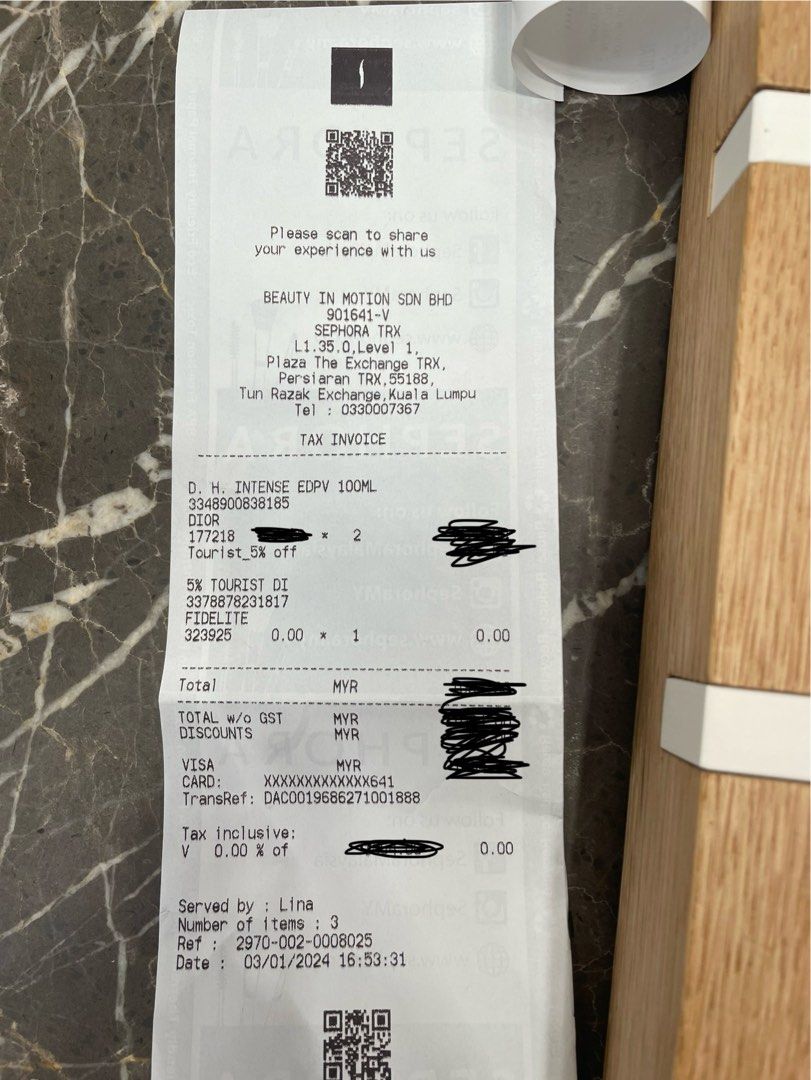 Please scan to share
your experience with us
BEAUTY IN MOTION SDN BHD
901641-V
SEPHORA TRX
L1.35.0,Level 1,
Plaza The Exchange TRX,
Persiaran TRX,55188,
Tun Razak Exchange,Kuala Lumpu
Tel : 0330007367
TAX INVOICE
D. H. INTENSE EDPV 100ML
3348900838185
DIOR
177218 * 2
Tourist_5% off
5% TOURIST DI
3378878231817
FIDELITE
323925 0.00 * 1 0.00
Total MYR
TOTAL w/o GST MYR
DISCOUNTS MYR
VISA MYR
CARD: XXXXXXXXXXXXX641
TransRef: DAC0019686271001888
Tax inclusive:
V 0.00 % of 0.00
Served by : Lina
Number of items : 3
Ref : 2970-002-0008025
Date : 03/01/2024 16:53:31